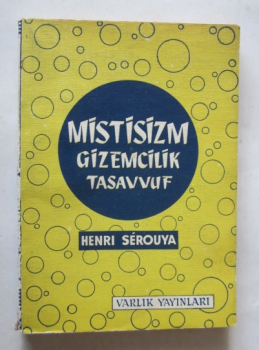 MİSTİSİZM
GİZEMCİLİK
TASAVVUF
HENRI SÉROUYA
VARLIK YAYINLARI